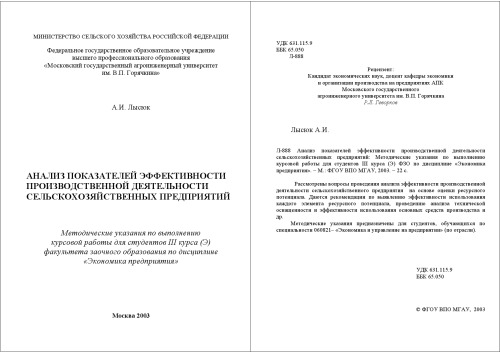 МИНИСТЕРСТВО СЕЛЬСКОГО ХОЗЯЙСТВА РОССИЙСКОЙ ФЕДЕРАЦИИ
Федеральное государственное образовательное учреждение
высшего профессионального образования
«Московский государственный агроинженерный университет
им. В.П. Горячкина»
А.И. Лысюк
АНАЛИЗ ПОКАЗАТЕЛЕЙ ЭФФЕКТИВНОСТИ
ПРОИЗВОДСТВЕННОЙ ДЕЯТЕЛЬНОСТИ
СЕЛЬСКОХОЗЯЙСТВЕННЫХ ПРЕДПРИЯТИЙ
Методические указания по выполнению
курсовой работы для студентов III курса (Э)
факультета заочного образования по дисциплине
«Экономика предприятия»
Москва 2003
УДК 631.115.9
ББК 65.050
Л-888
Рецензент:
Кандидат экономических наук, доцент кафедры экономики
и организации производства на предприятиях АПК
Московского государственного
агроинженерного университета им. В.П. Горячкина
Р.Л. Геворков
Лысюк А.И.
Л-888 Анализ показателей эффективности производственной деятельности
сельскохозяйственных предприятий: Методические указания по выполнению
курсовой работы для студентов III курса (Э) ФЗО по дисциплине «Экономика
предприятия». – М.: ФГОУ ВПО МГАУ, 2003. – 22 с.
Рассмотрены вопросы проведения анализа эффективности производственной
деятельности сельскохозяйственного предприятия на основе оценки ресурсного
потенциала. Даются рекомендации по выявлению эффективности использования
каждого элемента ресурсного потенциала, проведение анализа технической
оснащенности и эффективности использования основных средств производства и
др.
Методические указания предназначены для студентов, обучающихся по
специальности 060821– «Экономика и управление на предприятии» (по отрасли).
УДК 631.115.9
ББК 65.050
© ФГОУ ВПО МГАУ, 2003